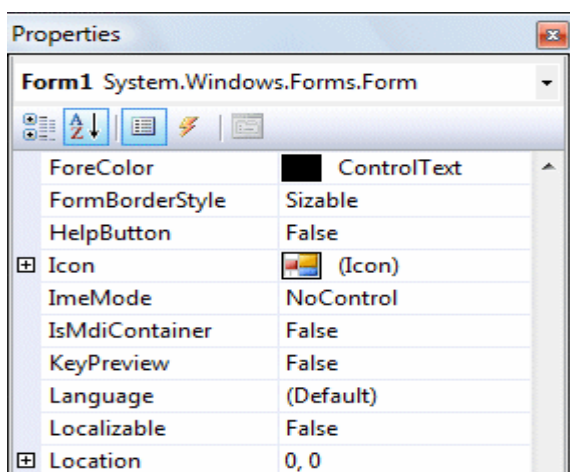 Properties
Form1 System.Windows.Forms.Form
A
Z
ForeColor ControlText
FormBorderStyle Sizable
HelpButton False
Icon (Icon)
ImeMode NoControl
IsMdiContainer False
KeyPreview False
Language (Default)
Localizable False
Location 0, 0